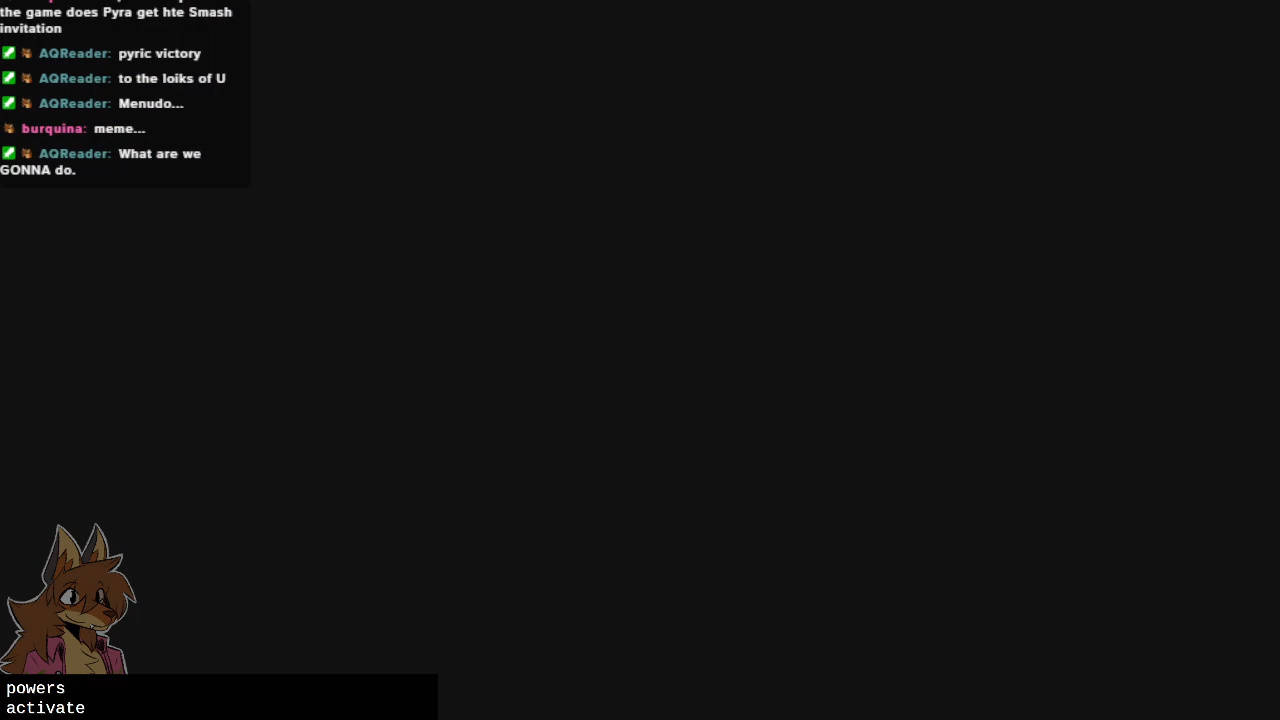 the game does Pyra get hte Smash
invitation
AQReader: pyric victory
AQReader: to the loiks of U
AQReader: Menudo...
burquina: meme...
AQReader: What are we
GONNA do.
powers
activate